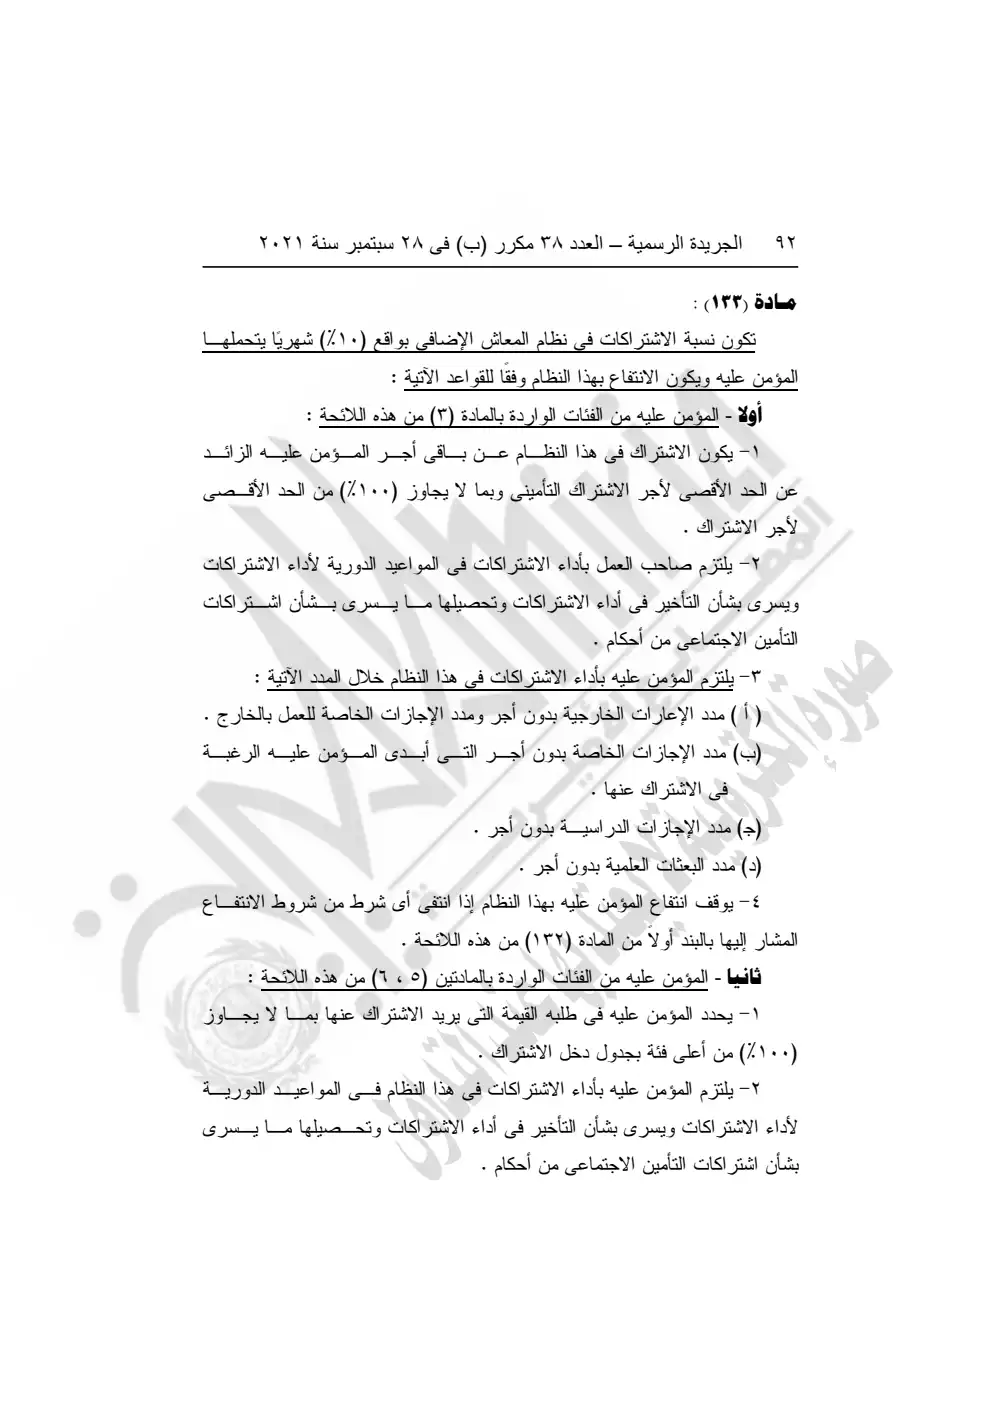 ٩٢ الجريدة الرسمية – العدد ٣٨ مكرر (ب) فى ٢٨ سبتمبر سنة ٢٠٢١
مادة (١٣٣) :
تكون نسبة الاشتراكات فى نظام المعاش الإضافى بواقع (١٠٪) شهريًا يتحملها
المؤمن عليه ويكون الانتفاع بهذا النظام وفقًا للقواعد الآتية :
أولا - المؤمن عليه من الفئات الواردة بالمادة (٣) من هذه اللائحة :
١- يكون الاشتراك فى هذا النظام عن باقى أجر المؤمن عليه الزائد
عن الحد الأقصى لأجر الاشتراك التأمينى وبما لا يجاوز (١٠٠٪) من الحد الأقصى
لأجر الاشتراك .
٢- يلتزم صاحب العمل بأداء الاشتراكات فى المواعيد الدورية لأداء الاشتراكات
ويسرى بشأن التأخير فى أداء الاشتراكات وتحصيلها ما يسرى بشأن اشتراكات
التأمين الاجتماعى من أحكام .
٣- يلتزم المؤمن عليه بأداء الاشتراكات فى هذا النظام خلال المدد الآتية :
( أ ) مدد الإعارات الخارجية بدون أجر ومدد الإجازات الخاصة للعمل بالخارج .
(ب) مدد الإجازات الخاصة بدون أجر التى أبدى المؤمن عليه الرغبة
فى الاشتراك عنها .
(ج) مدد الإجازات الدراسية بدون أجر .
(د) مدد البعثات العلمية بدون أجر .
٤- يوقف انتفاع المؤمن عليه بهذا النظام إذا انتفى أى شرط من شروط الانتفاع
المشار إليها بالبند أولاً من المادة (١٣٢) من هذه اللائحة .
ثانيا - المؤمن عليه من الفئات الواردة بالمادتين (٥ ، ٦) من هذه اللائحة :
١- يحدد المؤمن عليه فى طلبه القيمة التى يريد الاشتراك عنها بما لا يجاوز
(١٠٠٪) من أعلى فئة بجدول دخل الاشتراك .
٢- يلتزم المؤمن عليه بأداء الاشتراكات فى هذا النظام فى المواعيد الدورية
لأداء الاشتراكات ويسرى بشأن التأخير فى أداء الاشتراكات وتحصيلها ما يسرى
بشأن اشتراكات التأمين الاجتماعى من أحكام .
صورة إلكترونية لا يعتد بها عند التداول